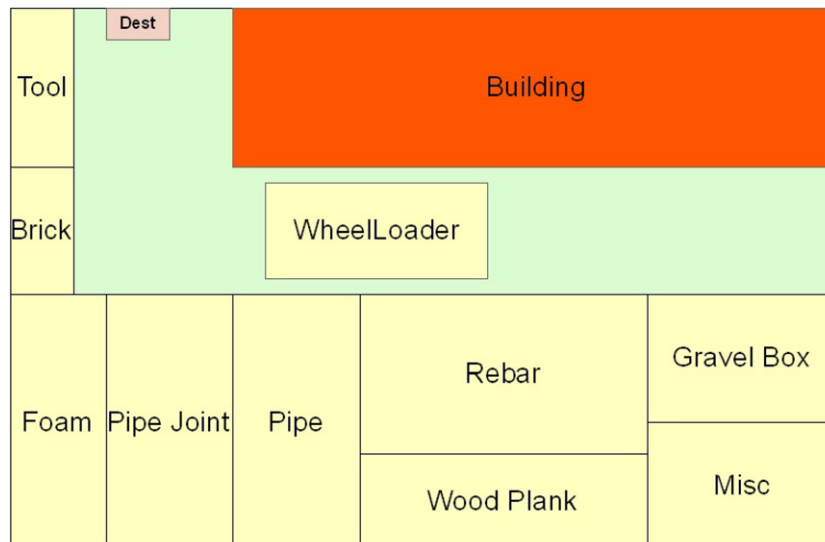 Dest
Tool
Building
Brick
WheelLoader
Foam
Pipe Joint
Pipe
Rebar
Gravel Box
Wood Plank
Misc